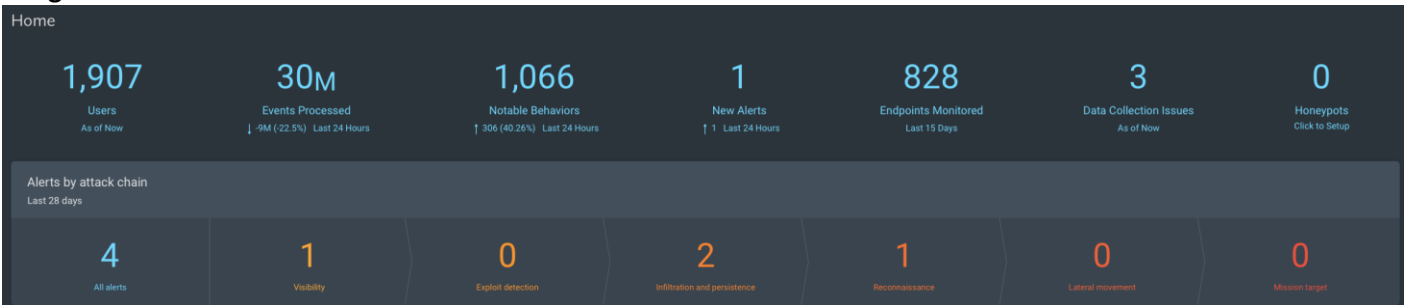 Home
1,907
Users
As of Now
30M
Events Processed
↓ -9M (-22.5%) Last 24 Hours
1,066
Notable Behaviors
↑ 306 (40.26%) Last 24 Hours
1
New Alerts
↑ 1 Last 24 Hours
828
Endpoints Monitored
Last 15 Days
3
Data Collection Issues
As of Now
0
Honeypots
Click to Setup
Alerts by attack chain
Last 28 days
4
All alerts
1
Visibility
0
Exploit detection
2
Infiltration and persistence
1
Reconnaissance
0
Lateral movement
0
Mission target